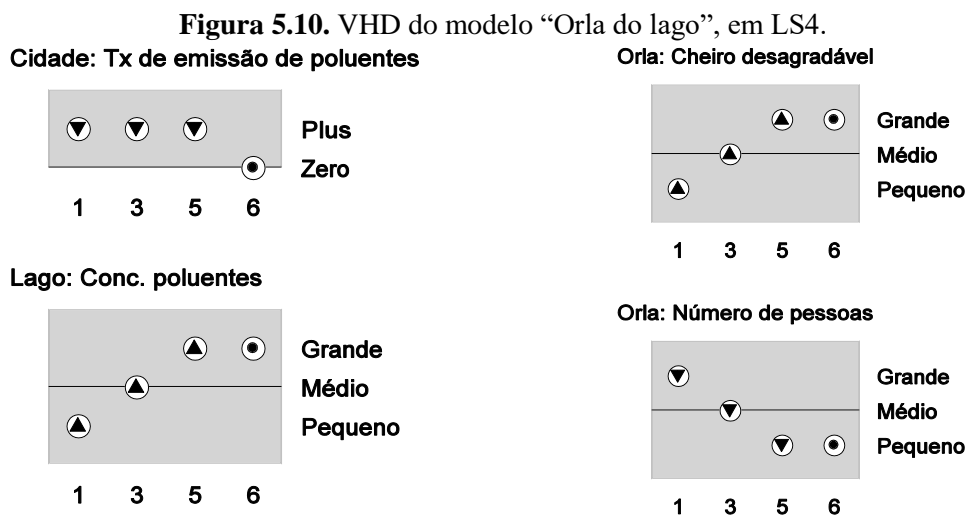 Figura 5.10. VHD do modelo “Orla do lago”, em LS4.
Cidade: Tx de emissão de poluentes
Plus
Zero
1 3 5 6
Lago: Conc. poluentes
Grande
Médio
Pequeno
1 3 5 6
Orla: Cheiro desagradável
Grande
Médio
Pequeno
1 3 5 6
Orla: Número de pessoas
Grande
Médio
Pequeno
1 3 5 6